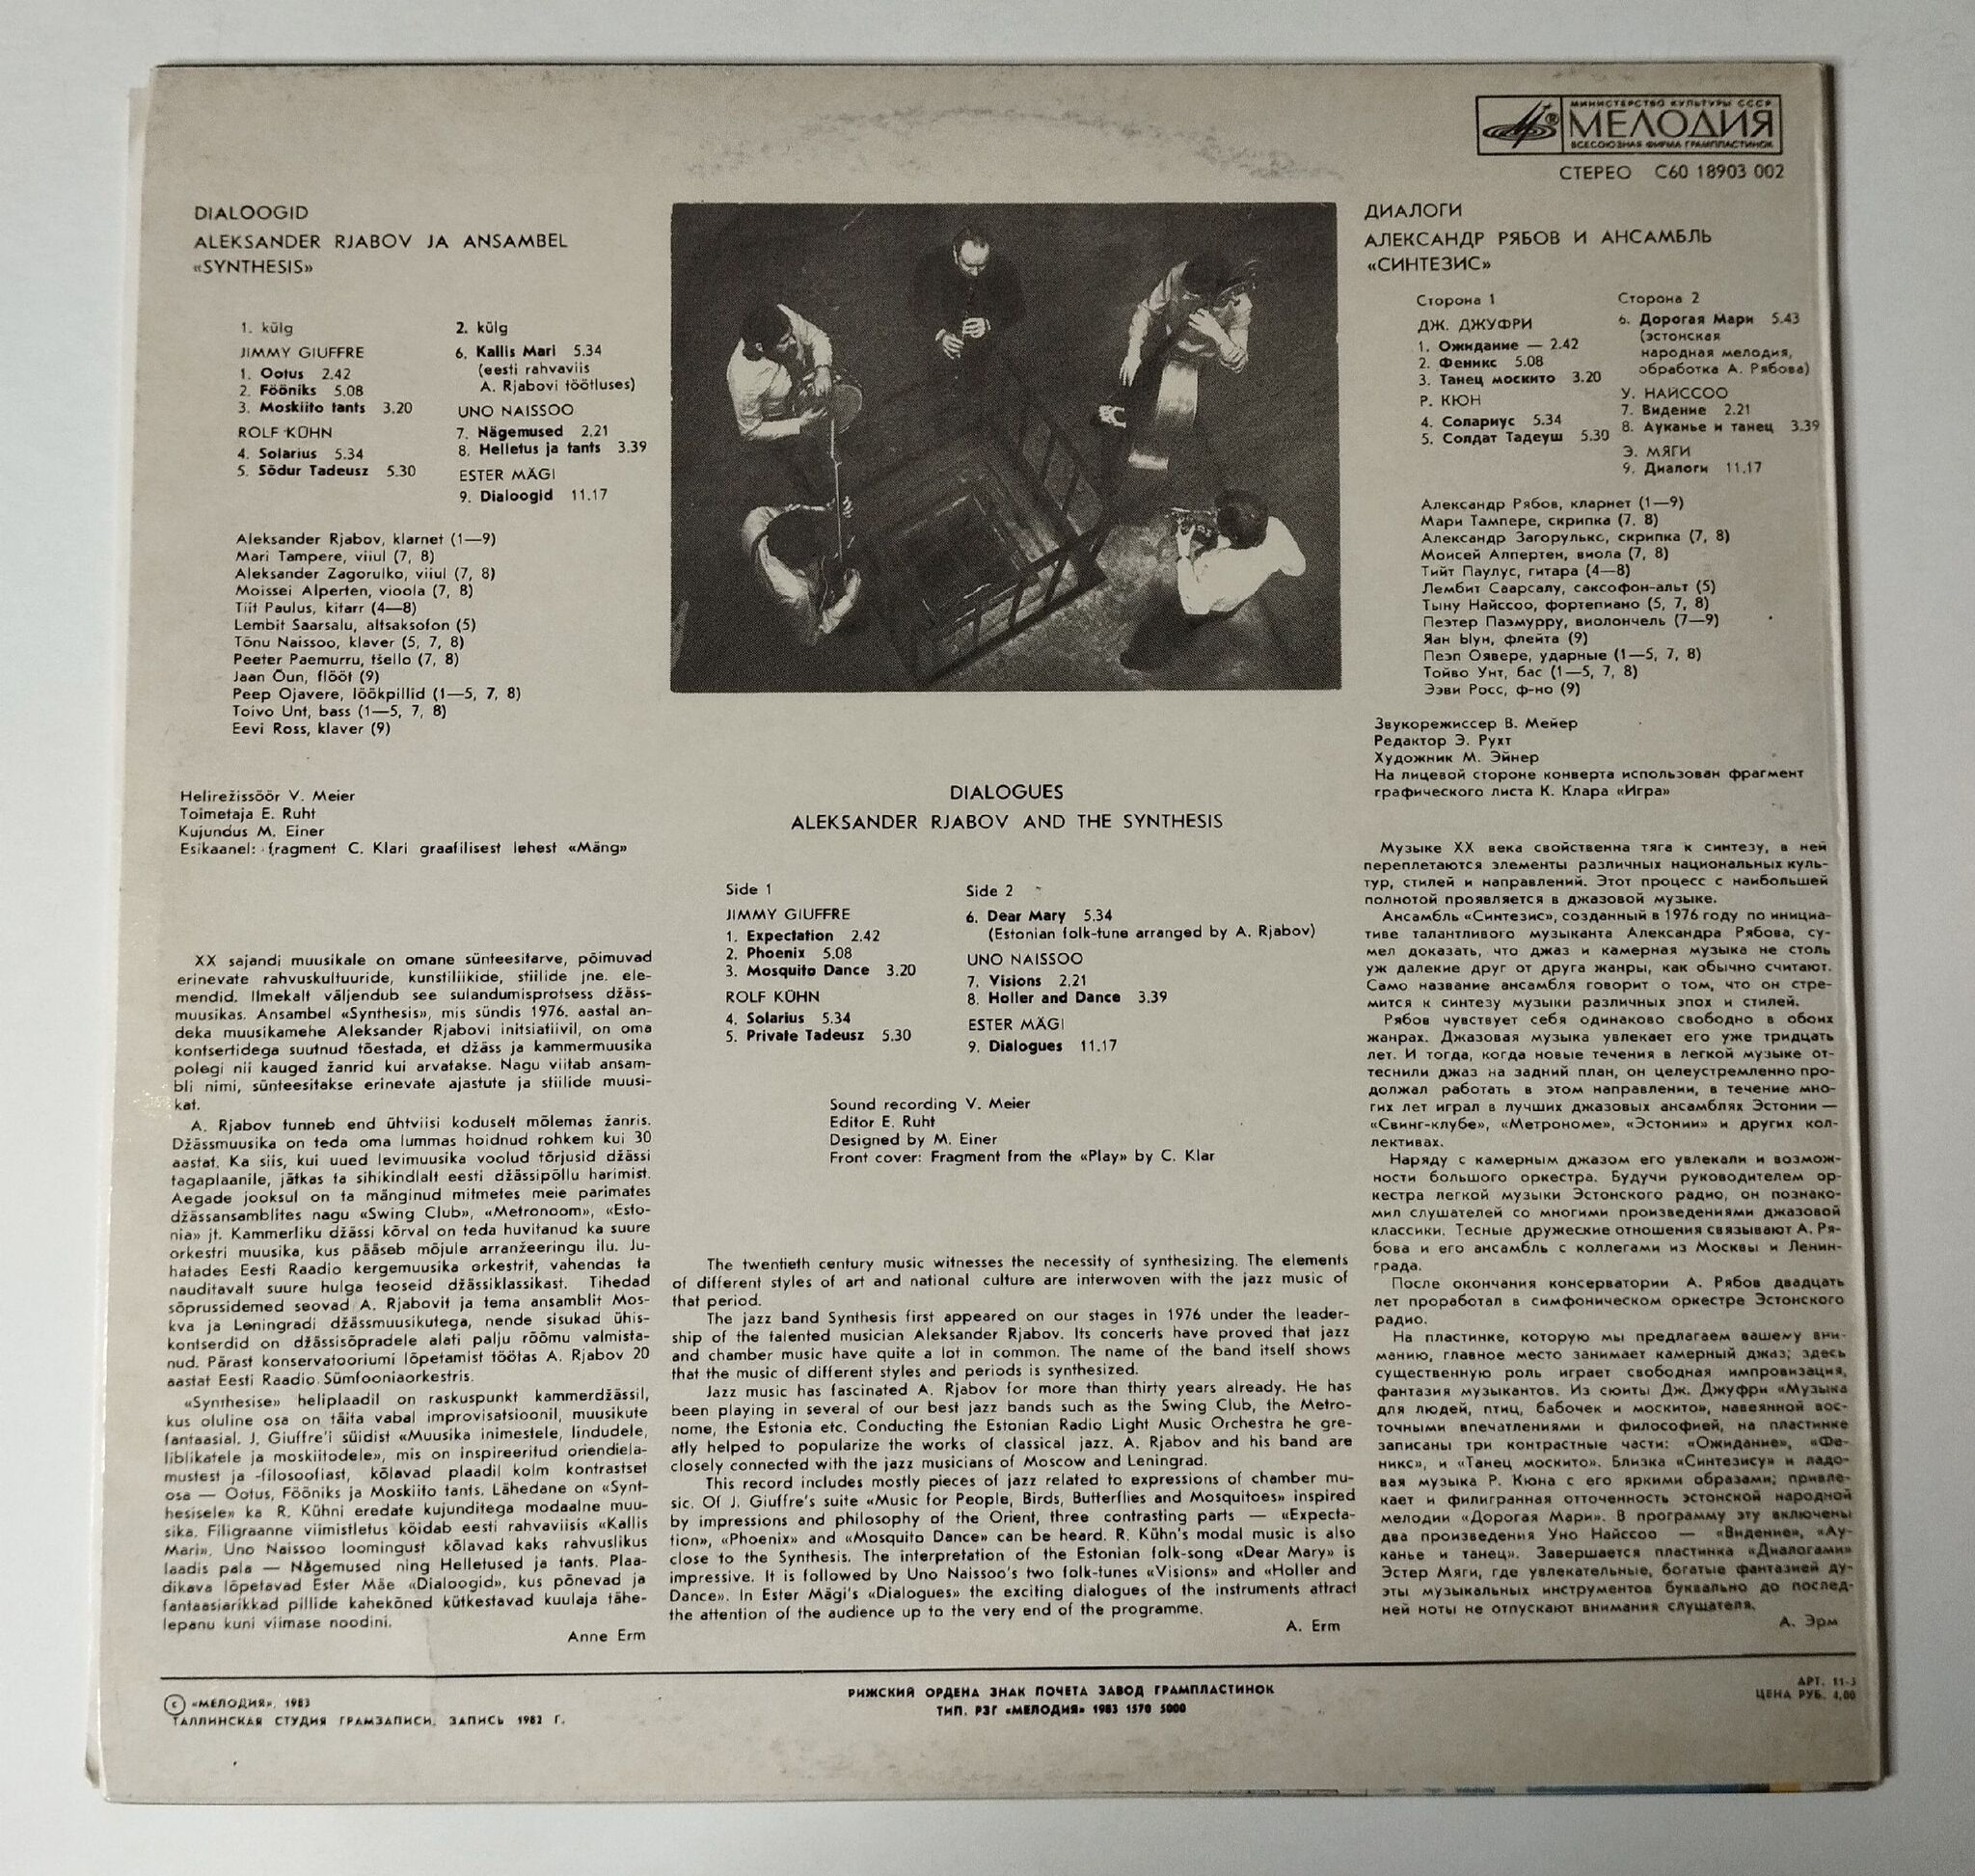 МИНИСТЕРСТВО КУЛЬТУРЫ СССР
МЕЛОДИЯ
ВСЕСОЮЗНАЯ ФИРМА ГРАМПЛАСТИНОК
СТЕРЕО С60 18903 002
DIALOOGID
ALEKSANDER RJABOV JA ANSAMBEL
«SYNTHESIS»
1. külg
JIMMY GIUFFRE
1. Ootus 2.42
2. Fööniks 5.08
3. Moskiito tants 3.20
ROLF KÜHN
4. Solarius 5.34
5. Sõdur Tadeusz 5.30
2. külg
6. Kallis Mari 5.34
(eesti rahvaviis
A. Rjabovi töötluses)
UNO NAISSOO
7. Nägemused 2.21
8. Helletus ja tants 3.39
ESTER MÄGI
9. Dialoogid 11.17
Aleksander Rjabov, klarnet (1—9)
Mari Tampere, viiul (7, 8)
Aleksander Zagorulko, viiul (7, 8)
Moissei Alperten, vioola (7, 8)
Tiit Paulus, kitarr (4—8)
Lembit Saarsalu, altsaksofon (5)
Tõnu Naissoo, klaver (5, 7, 8)
Peeter Paemurru, tšello (7, 8)
Jaan Õun, flööt (9)
Peep Ojavere, löökpillid (1—5, 7, 8)
Toivo Unt, bass (1—5, 7, 8)
Eevi Ross, klaver (9)
Helirežissöör V. Meier
Toimetaja E. Ruht
Kujundus M. Einer
Esikaanel: fragment C. Klari graafilisest lehest «Mäng»
XX sajandi muusikale on omane sünteesitarve, põimuvad
erinevate rahvuskultuuride, kunstiliikide, stiilide jne. ele-
mendid. Ilmekalt väljendub see sulandumisprotsess džäss-
muusikas. Ansambel «Synthesis», mis sündis 1976. aastal an-
deka muusikamehe Aleksander Rjabovi initsiatiivil, on oma
kontsertidega suutnud tõestada, et džäss ja kammermuusika
polegi nii kauged žanrid kui arvatakse. Nagu viitab ansam-
bli nimi, sünteesitakse erinevate ajastute ja stiilide muusi-
kat.
A. Rjabov tunneb end ühtviisi koduselt mõlemas žanris.
Džässmuusika on teda oma lummas hoidnud rohkem kui 30
aastat. Ka siis, kui uued levimuusika voolud tõrjusid džässi
tagaplaanile, jätkas ta sihikindlalt eesti džässipõllu harimist.
Aegade jooksul on ta mänginud mitmetes meie parimates
džässansamblites nagu «Swing Club», «Metronoom», «Esto-
nia» jt. Kammerliku džässi kõrval on teda huvitanud ka suure
orkestri muusika, kus pääseb mõjule arranžeeringu ilu. Ju-
hatades Eesti Raadio kergemuusika orkestrit, vahendas ta
nauditavalt suure hulga teoseid džässiklassikast. Tihedad
sõprussidemed seovad A. Rjabovit ja tema ansamblit Mos-
kva ja Leningradi džässmuusikutega, nende sisukad ühis-
kontserdid on džässisõpradele alati palju rõõmu valmista-
nud. Pärast konservatooriumi lõpetamist töötas A. Rjabov 20
aastat Eesti Raadio Sümfooniaorkestris.
«Synthesise» heliplaadil on raskuspunkt kammerdžässil,
kus oluline osa on täita vabal improvisatsioonil, muusikute
fantaasial. J. Giuffre'i süidist «Muusika inimestele, lindudele,
liblikatele ja moskiitodele», mis on inspireeritud oriendiela-
mustest ja -filosoofiast, kõlavad plaadil kolm kontrastset
osa — Ootus, Fööniks ja Moskiito tants. Lähedane on «Synt-
hesisele» ka R. Kühni eredate kujunditega modaalne muu-
sika. Filigraanne viimistletus köidab eesti rahvaviisis «Kallis
Mari». Uno Naissoo loomingust kõlavad kaks rahvuslikus
laadis pala — Nägemused ning Helletused ja tants. Plaa-
dikava lõpetavad Ester Mäe «Dialoogid», kus põnevad ja
fantaasiarikkad pillide kahekõned kütkestavad kuulaja tähe-
lepanu kuni viimase noodini.
Anne Erm
DIALOGUES
ALEKSANDER RJABOV AND THE SYNTHESIS
Side 1
JIMMY GIUFFRE
1. Expectation 2.42
2. Phoenix 5.08
3. Mosquito Dance 3.20
ROLF KÜHN
4. Solarius 5.34
5. Private Tadeusz 5.30
Side 2
6. Dear Mary 5.34
(Estonian folk-tune arranged by A. Rjabov)
UNO NAISSOO
7. Visions 2.21
8. Holler and Dance 3.39
ESTER MÄGI
9. Dialogues 11.17
Sound recording V. Meier
Editor E. Ruht
Designed by M. Einer
Front cover: Fragment from the «Play» by C. Klar
The twentieth century music witnesses the necessity of synthesizing. The elements
of different styles of art and national culture are interwoven with the jazz music of
that period.
The jazz band Synthesis first appeared on our stages in 1976 under the leader-
ship of the talented musician Aleksander Rjabov. Its concerts have proved that jazz
and chamber music have quite a lot in common. The name of the band itself shows
that the music of different styles and periods is synthesized.
Jazz music has fascinated A. Rjabov for more than thirty years already. He has
been playing in several of our best jazz bands such as the Swing Club, the Metro-
nome, the Estonia etc. Conducting the Estonian Radio Light Music Orchestra he gre-
atly helped to popularize the works of classical jazz. A. Rjabov and his band are
closely connected with the jazz musicians of Moscow and Leningrad.
This record includes mostly pieces of jazz related to expressions of chamber mu-
sic. Of J. Giuffre's suite «Music for People, Birds, Butterflies and Mosquitoes» inspired
by impressions and philosophy of the Orient, three contrasting parts — «Expecta-
tion», «Phoenix» and «Mosquito Dance» can be heard. R. Kühn's modal music is also
close to the Synthesis. The interpretation of the Estonian folk-song «Dear Mary» is
impressive. It is followed by Uno Naissoo's two folk-tunes «Visions» and «Holler and
Dance». In Ester Mägi's «Dialogues» the exciting dialogues of the instruments attract
the attention of the audience up to the very end of the programme.
A. Erm
ДИАЛОГИ
АЛЕКСАНДР РЯБОВ И АНСАМБЛЬ
«СИНТЕЗИС»
Сторона 1
ДЖ. ДЖУФРИ
1. Ожидание — 2.42
2. Феникс 5.08
3. Танец москито 3.20
Р. КЮН
4. Солариус 5.34
5. Солдат Тадеуш 5.30
Сторона 2
6. Дорогая Мари 5.43
(эстонская
народная мелодия,
обработка А. Рябова)
У. НАЙССОО
7. Видение 2.21
8. Ауканье и танец 3.39
Э. МЯГИ
9. Диалоги 11.17
Александр Рябов, кларнет (1—9)
Мари Тампере, скрипка (7, 8)
Александр Загорулько, скрипка (7, 8)
Моисей Алпертен, виола (7, 8)
Тийт Паулус, гитара (4—8)
Лембит Саарсалу, саксофон-альт (5)
Тыну Найссоо, фортепиано (5, 7, 8)
Пеэтер Паэмурру, виолончель (7—9)
Яан Ыун, флейта (9)
Пеэп Оявере, ударные (1—5, 7, 8)
Тойво Унт, бас (1—5, 7, 8)
Ээви Росс, ф-но (9)
Звукорежиссер В. Мейер
Редактор Э. Рухт
Художник М. Эйнер
На лицевой стороне конверта использован фрагмент
графического листа К. Клара «Игра»
Музыке XX века свойственна тяга к синтезу, в ней
переплетаются элементы различных национальных куль-
тур, стилей и направлений. Этот процесс с наибольшей
полнотой проявляется в джазовой музыке.
Ансамбль «Синтезис», созданный в 1976 году по инициа-
тиве талантливого музыканта Александра Рябова, су-
мел доказать, что джаз и камерная музыка не столь
уж далекие друг от друга жанры, как обычно считают.
Само название ансамбля говорит о том, что он стре-
мится к синтезу музыки различных эпох и стилей.
Рябов чувствует себя одинаково свободно в обоих
жанрах. Джазовая музыка увлекает его уже тридцать
лет. И тогда, когда новые течения в легкой музыке от-
теснили джаз на задний план, он целеустремленно про-
должал работать в этом направлении, в течение мно-
гих лет играл в лучших джазовых ансамблях Эстонии —
«Свинг-клубе», «Метрономе», «Эстонии» и других кол-
лективах.
Наряду с камерным джазом его увлекали и возмож-
ности большого оркестра. Будучи руководителем ор-
кестра легкой музыки Эстонского радио, он познако-
мил слушателей со многими произведениями джазовой
классики. Тесные дружеские отношения связывают А. Ря-
бова и его ансамбль с коллегами из Москвы и Ленин-
града.
После окончания консерватории А. Рябов двадцать
лет проработал в симфоническом оркестре Эстонского
радио.
На пластинке, которую мы предлагаем вашему вни-
манию, главное место занимает камерный джаз; здесь
существенную роль играет свободная импровизация,
фантазия музыкантов. Из сюиты Дж. Джуфри «Музыка
для людей, птиц, бабочек и москито», навеянной вос-
точными впечатлениями и философией, на пластинке
записаны три контрастные части: «Ожидание», «Фе-
никс», и «Танец москито». Близка «Синтезису» и ладо-
вая музыка Р. Кюна с его яркими образами; привле-
кает и филигранная отточенность эстонской народной
мелодии «Дорогая Мари». В программу эту включены
два произведения Уно Найссоо — «Видение», «Ау-
канье и танец». Завершается пластинка «Диалогами»
Эстер Мяги, где увлекательные, богатые фантазией ду-
эты музыкальных инструментов буквально до послед-
ней ноты не отпускают внимания слушателя.
А. Эрм
© «МЕЛОДИЯ», 1983
ТАЛЛИНСКАЯ СТУДИЯ ГРАМЗАПИСИ. ЗАПИСЬ 1982 Г.
РИЖСКИЙ ОРДЕНА ЗНАК ПОЧЕТА ЗАВОД ГРАМПЛАСТИНОК
ТИП. РЗГ «МЕЛОДИЯ» 1983 1570 5000
АРТ. 11-3
ЦЕНА РУБ. 4,00